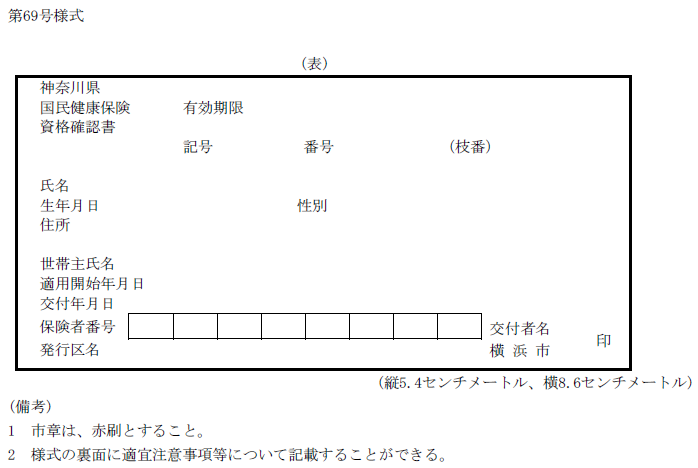 第69号様式
（表）
神奈川県
国民健康保険 有効期限
資格確認書
記号 番号 （枝番）
氏名
生年月日 性別
住所
世帯主氏名
適用開始年月日
交付年月日
保険者番号 交付者名
発行区名 横 浜 市 印
（縦5.4センチメートル、横8.6センチメートル）
（備考）
1 市章は、赤刷とすること。
2 様式の裏面に適宜注意事項等について記載することができる。